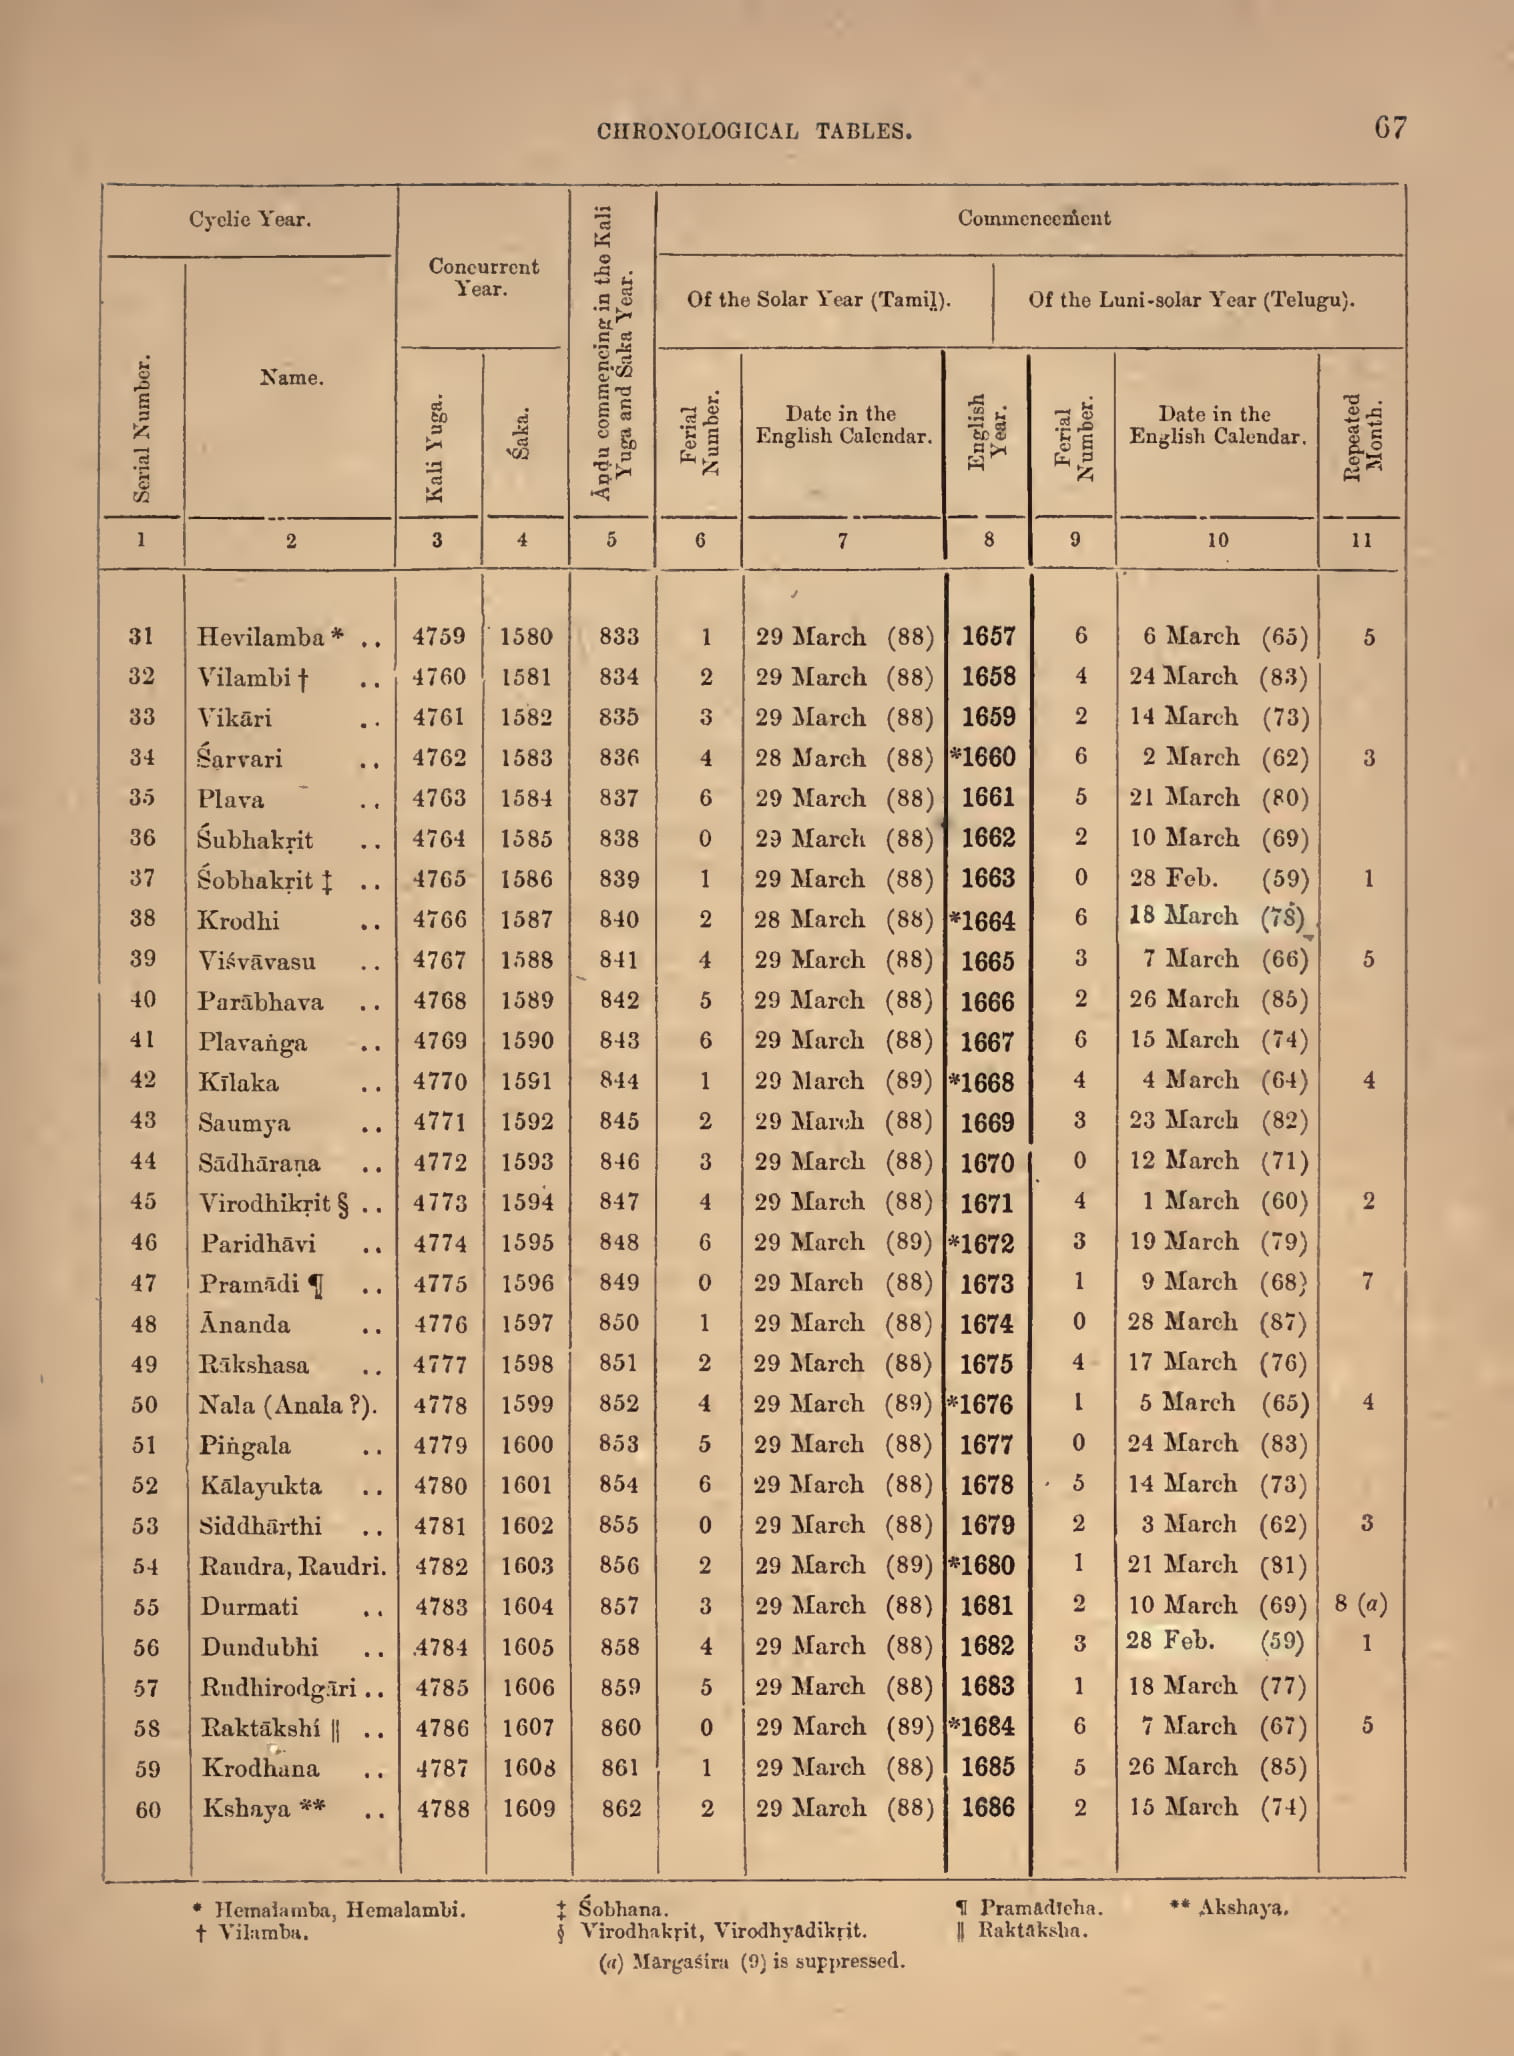 CHRONOLOGICAL TABLES.
67
Cyclic Year.
Concurrent
Year.
Āṇḍu commencing in the Kali
Yuga and Śaka Year.
Commencement
Of the Solar Year (Tamiḷ).
Of the Luni-solar Year (Telugu).
Serial Number.
Name.
Kali Yuga.
Śaka.
Ferial
Number.
Date in the
English Calendar.
English
Year.
Ferial
Number.
Date in the
English Calendar.
Repeated
Month.
1 2 3 4 5 6 7 8 9 10 11
31 Hevilamba * .. 4759 1580 833 1 29 March (88) 1657 6 6 March (65) 5
32 Vilambi † .. 4760 1581 834 2 29 March (88) 1658 4 24 March (83)
33 Vikāri .. 4761 1582 835 3 29 March (88) 1659 2 14 March (73)
34 Śarvari .. 4762 1583 836 4 28 March (88) *1660 6 2 March (62) 3
35 Plava .. 4763 1584 837 6 29 March (88) 1661 5 21 March (80)
36 Śubhakṛit .. 4764 1585 838 0 29 March (88) 1662 2 10 March (69)
37 Śobhakṛit ‡ .. 4765 1586 839 1 29 March (88) 1663 0 28 Feb. (59) 1
38 Krodhi .. 4766 1587 840 2 28 March (88) *1664 6 18 March (78)
39 Viśvāvasu .. 4767 1588 841 4 29 March (88) 1665 3 7 March (66) 5
40 Parābhava .. 4768 1589 842 5 29 March (88) 1666 2 26 March (85)
41 Plavaṅga .. 4769 1590 843 6 29 March (88) 1667 6 15 March (74)
42 Kīlaka .. 4770 1591 844 1 29 March (89) *1668 4 4 March (64) 4
43 Saumya .. 4771 1592 845 2 29 March (88) 1669 3 23 March (82)
44 Sādhāraṇa .. 4772 1593 846 3 29 March (88) 1670 0 12 March (71)
45 Virodhikṛit § .. 4773 1594 847 4 29 March (88) 1671 4 1 March (60) 2
46 Paridhāvi .. 4774 1595 848 6 29 March (89) *1672 3 19 March (79)
47 Pramādi ¶ .. 4775 1596 849 0 29 March (88) 1673 1 9 March (68) 7
48 Ānanda .. 4776 1597 850 1 29 March (88) 1674 0 28 March (87)
49 Rākshasa .. 4777 1598 851 2 29 March (88) 1675 4 17 March (76)
50 Nala (Anala ?). 4778 1599 852 4 29 March (89) *1676 1 5 March (65) 4
51 Piṅgala .. 4779 1600 853 5 29 March (88) 1677 0 24 March (83)
52 Kālayukta .. 4780 1601 854 6 29 March (88) 1678 5 14 March (73)
53 Siddhārthi .. 4781 1602 855 0 29 March (88) 1679 2 3 March (62) 3
54 Raudra, Raudri. 4782 1603 856 2 29 March (89) *1680 1 21 March (81)
55 Durmati .. 4783 1604 857 3 29 March (88) 1681 2 10 March (69) 8 (a)
56 Dundubhi .. 4784 1605 858 4 29 March (88) 1682 3 28 Feb. (59) 1
57 Rudhirodgāri .. 4785 1606 859 5 29 March (88) 1683 1 18 March (77)
58 Raktākshi ‖ .. 4786 1607 860 0 29 March (89) *1684 6 7 March (67) 5
59 Krodhana .. 4787 1608 861 1 29 March (88) 1685 5 26 March (85)
60 Kshaya ** .. 4788 1609 862 2 29 March (88) 1686 2 15 March (74)
* Hemalamba, Hemalambi. ‡ Śobhana. ¶ Pramādīcha. ** Akshaya.
† Vilamba. § Virodhakṛit, Virodhyādikṛit. ‖ Raktāksha.
(a) Mārgaśira (9) is suppressed.